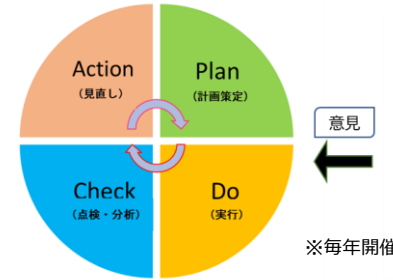 Action
(見直し)
Plan
(計画策定)
意見
Check
(点検・分析)
Do
(実行)
※毎年開催